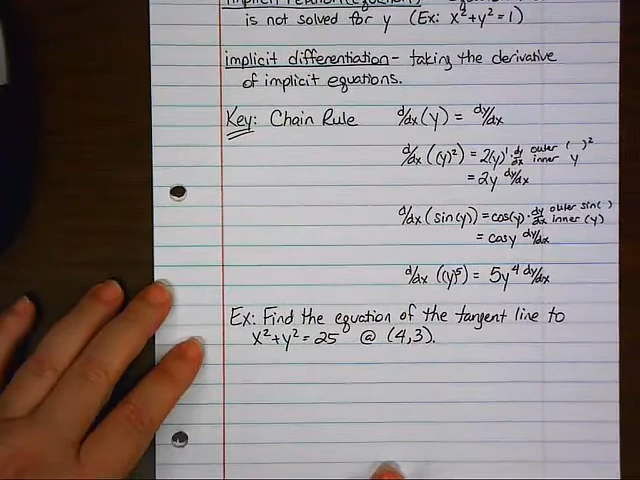 implicit relation (equation)
is not solved for y (Ex: x²+y²=1)
implicit differentiation - taking the derivative
of implicit equations.
Key: Chain Rule d/dx (y) = dy/dx
d/dx ((y)²) = 2(y)¹ · dy/dx outer ( )² inner y
= 2y dy/dx
d/dx (sin(y)) = cos(y) · dy/dx outer sin( ) inner (y)
= cosy dy/dx
d/dx ((y)⁵) = 5y⁴ dy/dx
Ex: Find the equation of the tangent line to
x²+y²=25 @ (4,3).